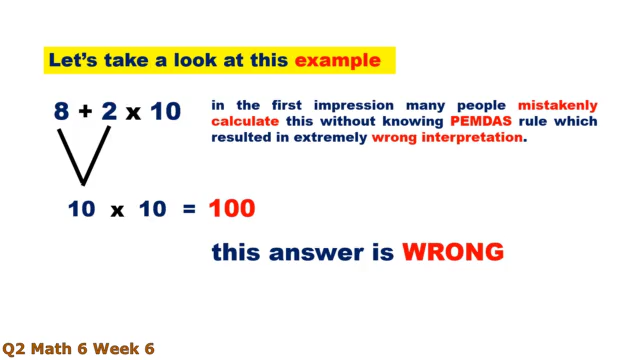 Let's take a look at this example
8 + 2 x 10
in the first impression many people mistakenly
calculate this without knowing PEMDAS rule which
resulted in extremely wrong interpretation.
10 x 10 = 100
this answer is WRONG
Q2 Math 6 Week 6